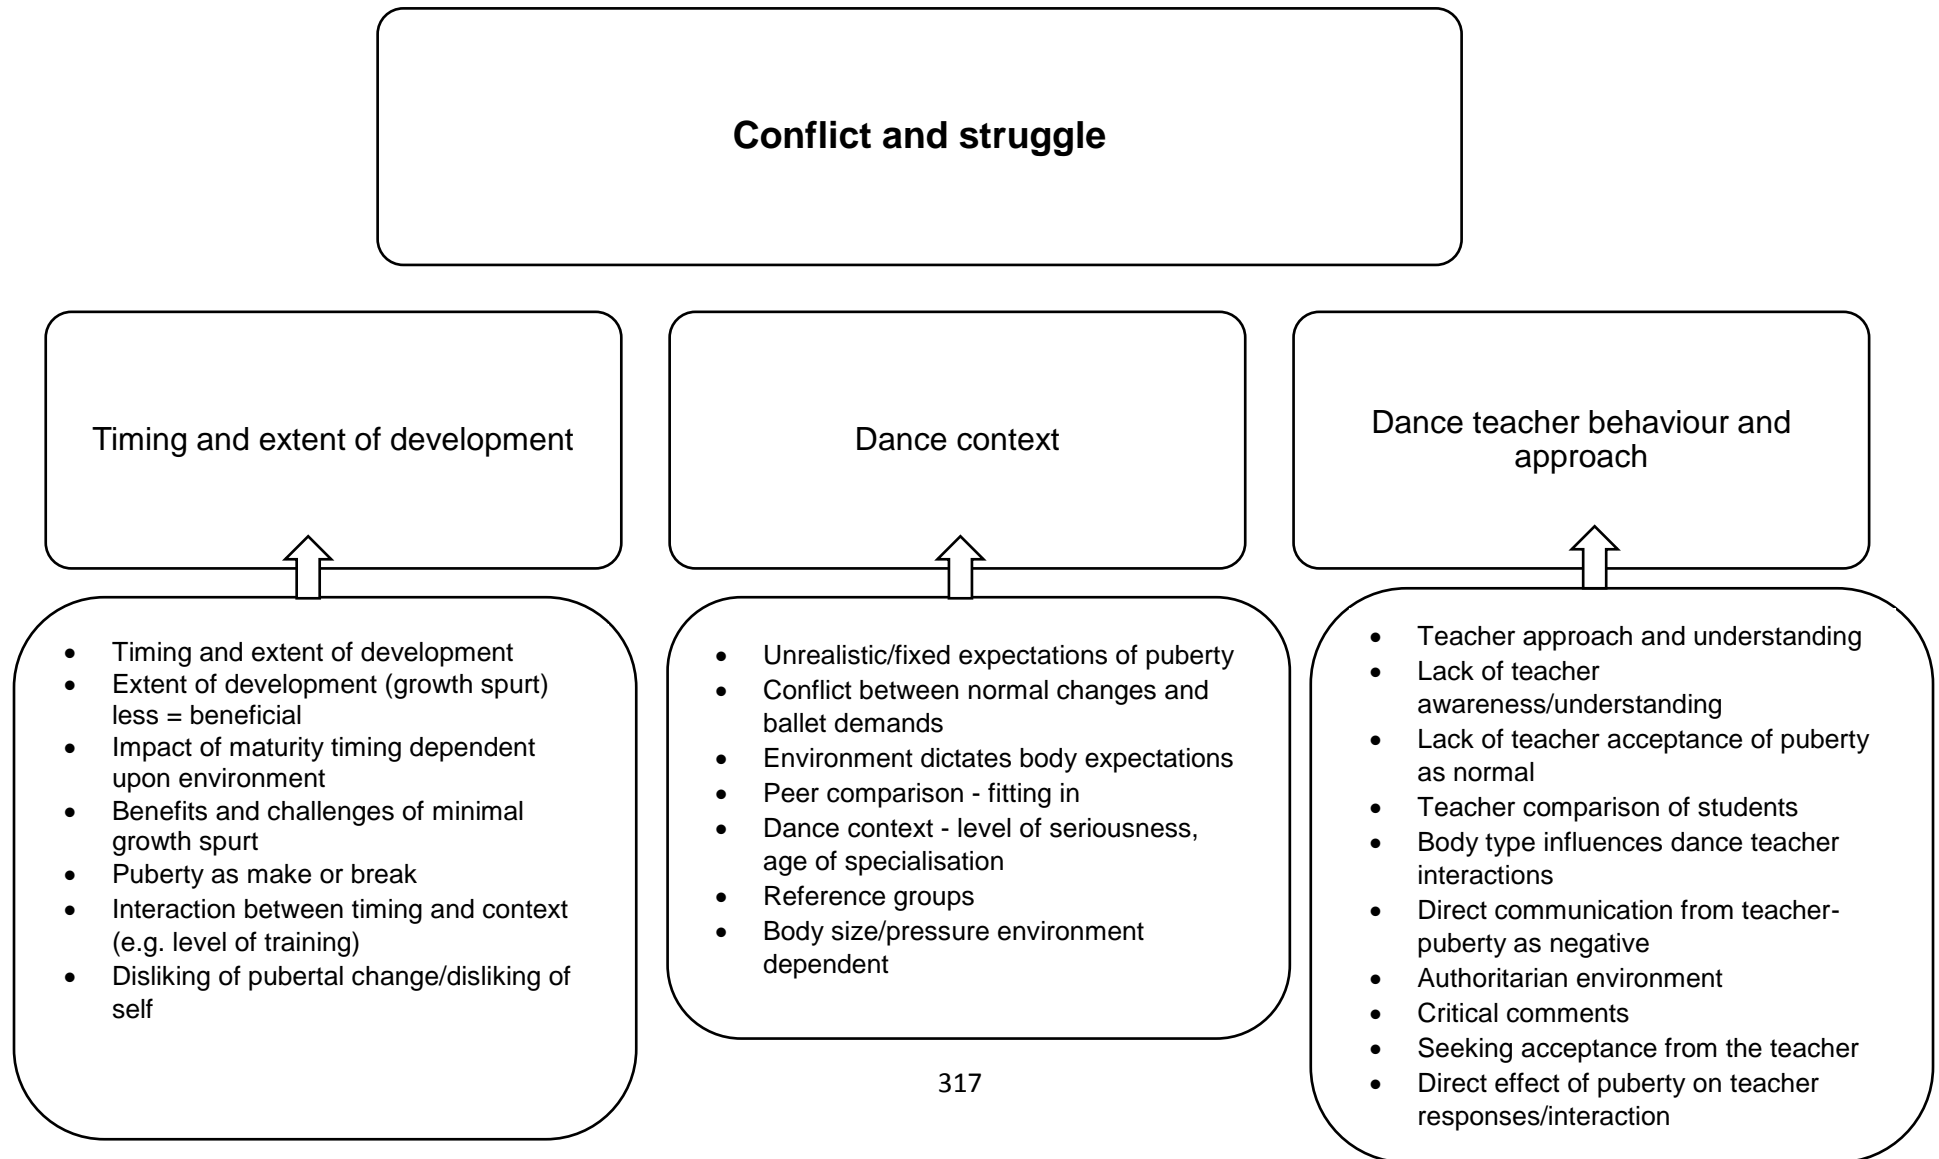 Conflict and struggle
Timing and extent of development
Dance context
Dance teacher behaviour and
approach
• Timing and extent of development
• Extent of development (growth spurt)
less = beneficial
• Impact of maturity timing dependent
upon environment
• Benefits and challenges of minimal
growth spurt
• Puberty as make or break
• Interaction between timing and context
(e.g. level of training)
• Disliking of pubertal change/disliking of
self
• Unrealistic/fixed expectations of puberty
• Conflict between normal changes and
ballet demands
• Environment dictates body expectations
• Peer comparison - fitting in
• Dance context - level of seriousness,
age of specialisation
• Reference groups
• Body size/pressure environment
dependent
• Teacher approach and understanding
• Lack of teacher
awareness/understanding
• Lack of teacher acceptance of puberty
as normal
• Teacher comparison of students
• Body type influences dance teacher
interactions
• Direct communication from teacher-
puberty as negative
• Authoritarian environment
• Critical comments
• Seeking acceptance from the teacher
• Direct effect of puberty on teacher
responses/interaction
317